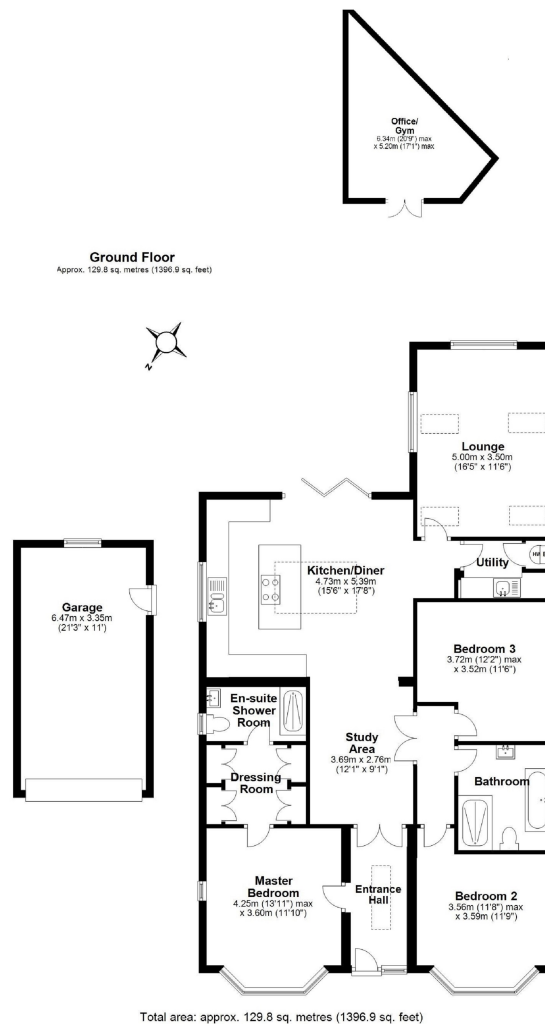 Office/
Gym
6.34m (20'9") max
x 5.20m (17'1") max
Ground Floor
Approx. 129.8 sq. metres (1396.9 sq. feet)
N
Lounge
5.00m x 3.50m
(16'5" x 11'6")
Utility
Kitchen/Diner
4.73m x 5.39m
(15'6" x 17'8")
Garage
6.47m x 3.35m
(21'3" x 11')
Bedroom 3
3.72m (12'2") max
x 3.52m (11'6")
En-suite
Shower
Room
Study
Area
3.69m x 2.76m
(12'1" x 9'1")
Dressing
Room
Bathroom
Master
Bedroom
4.25m (13'11") max
x 3.60m (11'10")
Entrance
Hall
Bedroom 2
3.56m (11'8") max
x 3.59m (11'9")
Total area: approx. 129.8 sq. metres (1396.9 sq. feet)